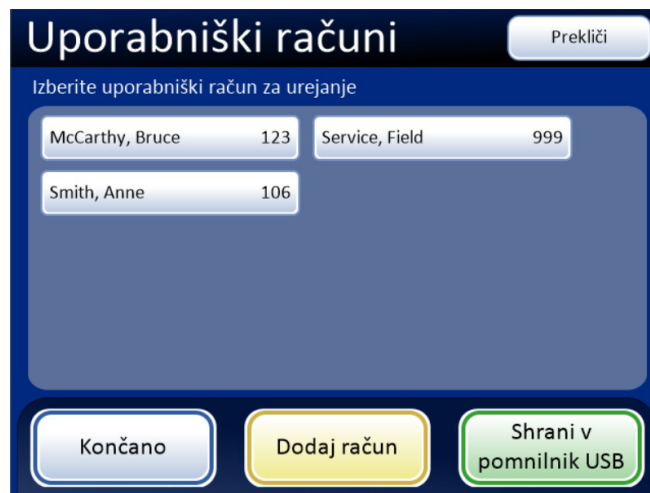 Uporabniški računi
Prekliči
Izberite uporabniški račun za urejanje
McCarthy, Bruce 123
Service, Field 999
Smith, Anne 106
Končano
Dodaj račun
Shrani v
pomnilnik USB